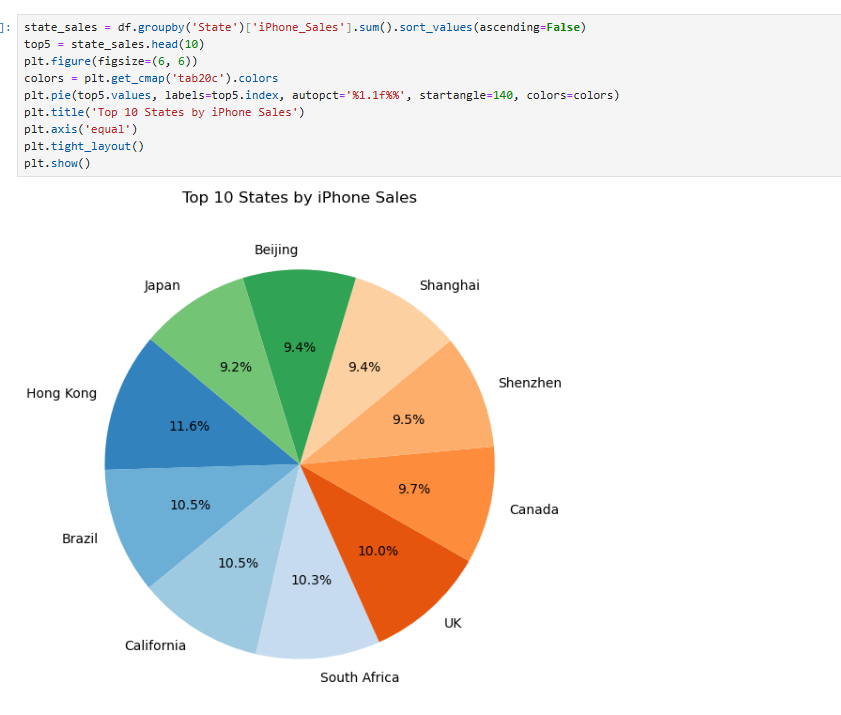 ]:
state_sales = df.groupby('State')['iPhone_Sales'].sum().sort_values(ascending=False)
top5 = state_sales.head(10)
plt.figure(figsize=(6, 6))
colors = plt.get_cmap('tab20c').colors
plt.pie(top5.values, labels=top5.index, autopct='%1.1f%%', startangle=140, colors=colors)
plt.title('Top 10 States by iPhone Sales')
plt.axis('equal')
plt.tight_layout()
plt.show()
Top 10 States by iPhone Sales
Beijing
Japan
Shanghai
9.4%
9.2%
9.4%
Shenzhen
Hong Kong
9.5%
11.6%
9.7%
Brazil
10.5%
Canada
10.0%
10.5%
10.3%
UK
California
South Africa